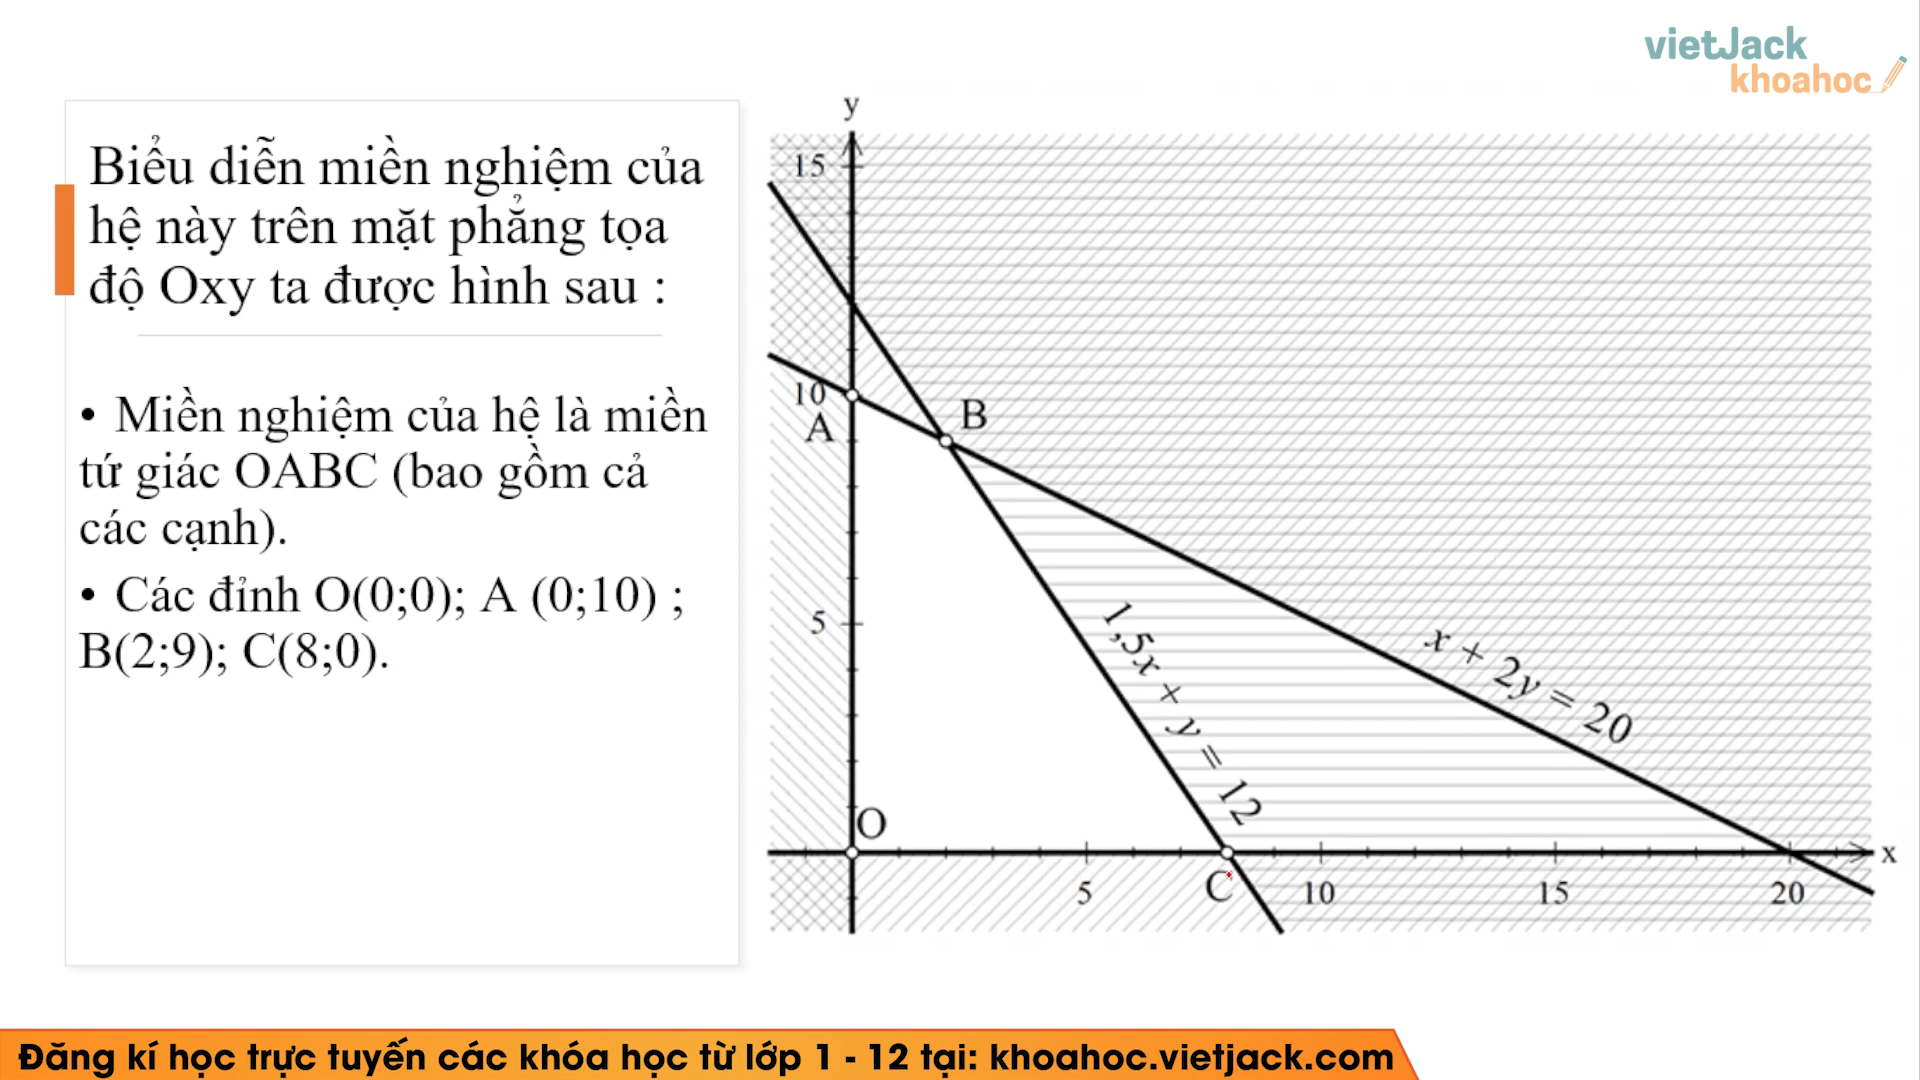 vietJack
khoahoc
Biểu diễn miền nghiệm của
hệ này trên mặt phẳng tọa
độ Oxy ta được hình sau :
• Miền nghiệm của hệ là miền
tứ giác OABC (bao gồm cả
các cạnh).
• Các đỉnh O(0;0); A (0;10) ;
B(2;9); C(8;0).
y
15
10
A
B
5
1,5x + y = 12
x + 2y = 20
O
x
5
C
10
15
20
Đăng kí học trực tuyến các khóa học từ lớp 1 - 12 tại: khoahoc.vietjack.com